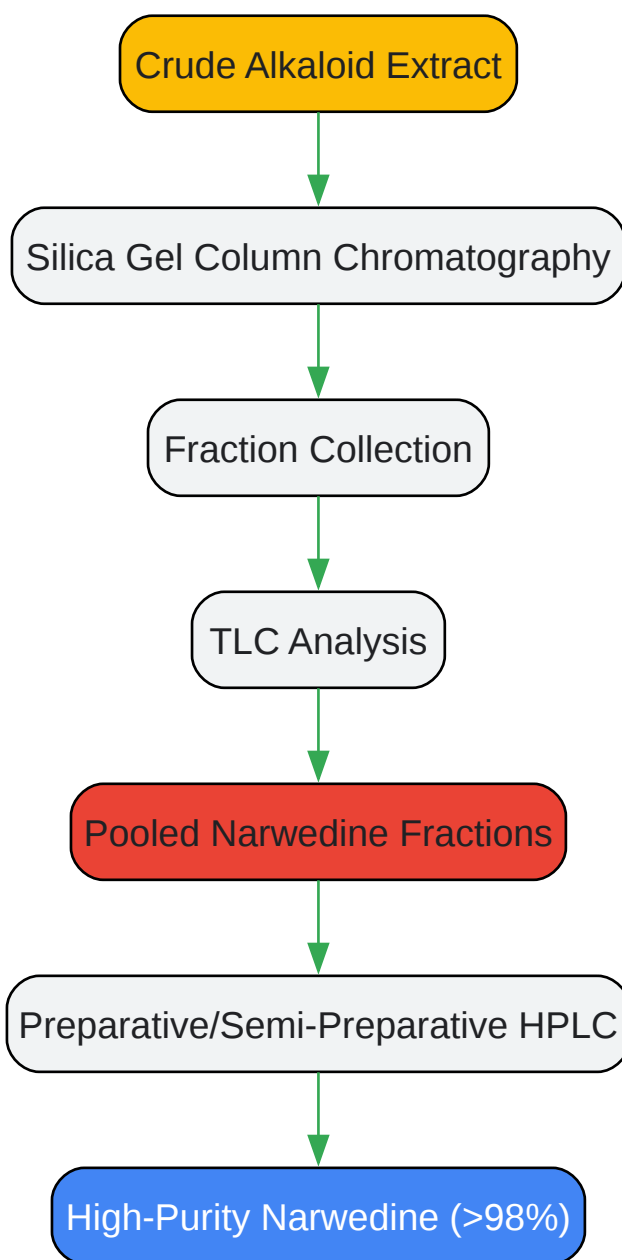 Crude Alkaloid Extract
Silica Gel Column Chromatography
Fraction Collection
TLC Analysis
Pooled Narwedine Fractions
Preparative/Semi-Preparative HPLC
High-Purity Narwedine (>98%)